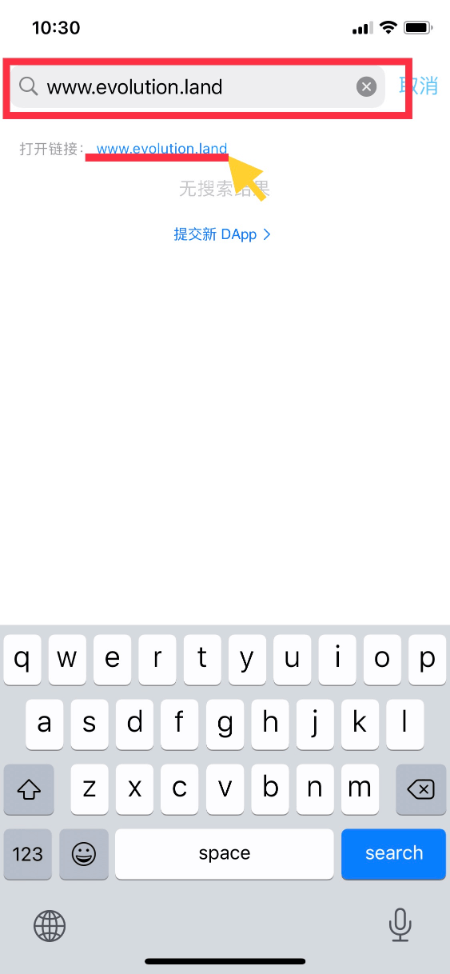 10:30
www.evolution.land 取消
打开链接： www.evolution.land
无搜索结果
提交新 DApp >
q w e r t y u i o p
a s d f g h j k l
z x c v b n m
123 space search